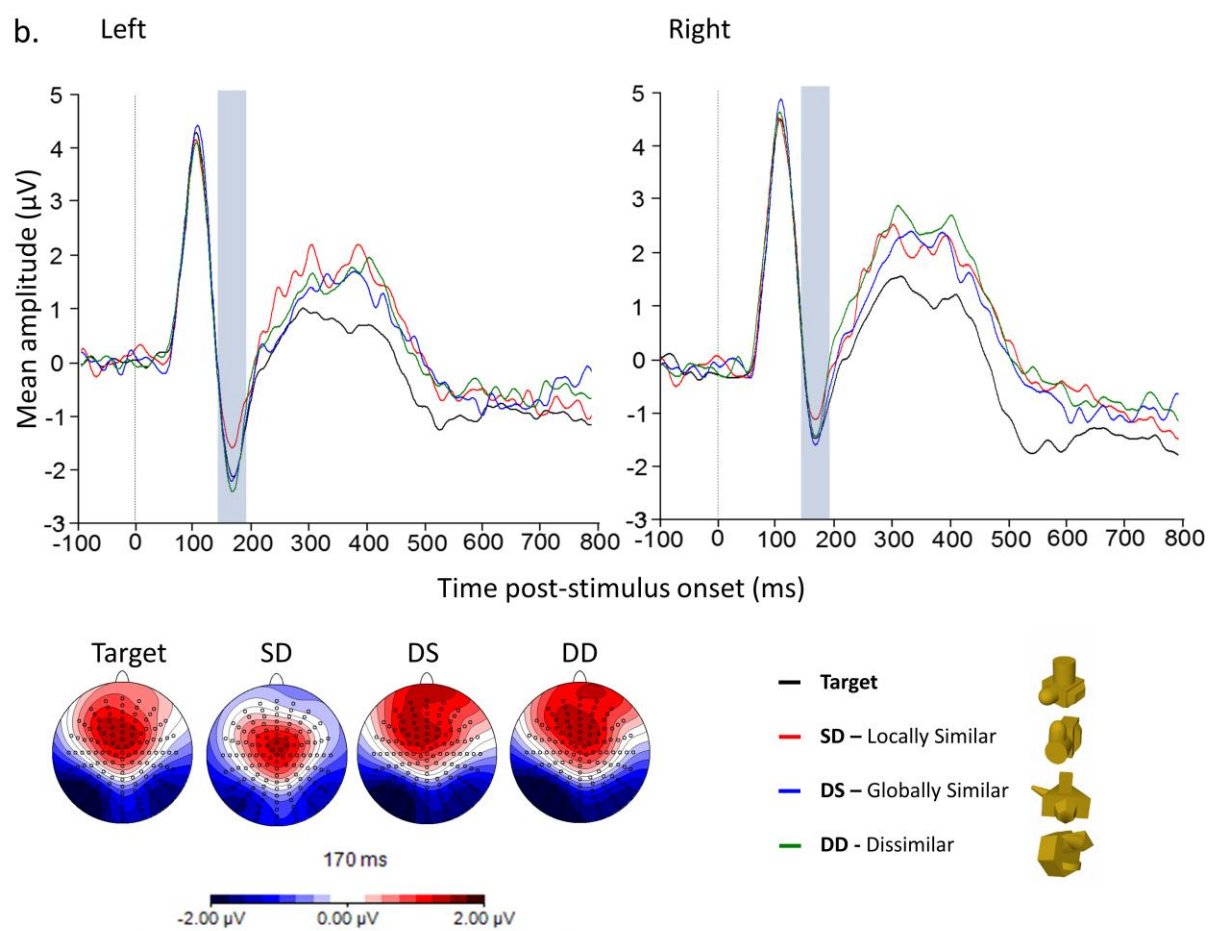 b.
Left
Right
Mean amplitude (µV)
5
4
3
2
1
0
-1
-2
-3
-100 0 100 200 300 400 500 600 700 800
5
4
3
2
1
0
-1
-2
-3
-100 0 100 200 300 400 500 600 700 800
Time post-stimulus onset (ms)
Target SD DS DD
170 ms
-2.00 µV 0.00 µV 2.00 µV
Target
SD – Locally Similar
DS – Globally Similar
DD - Dissimilar